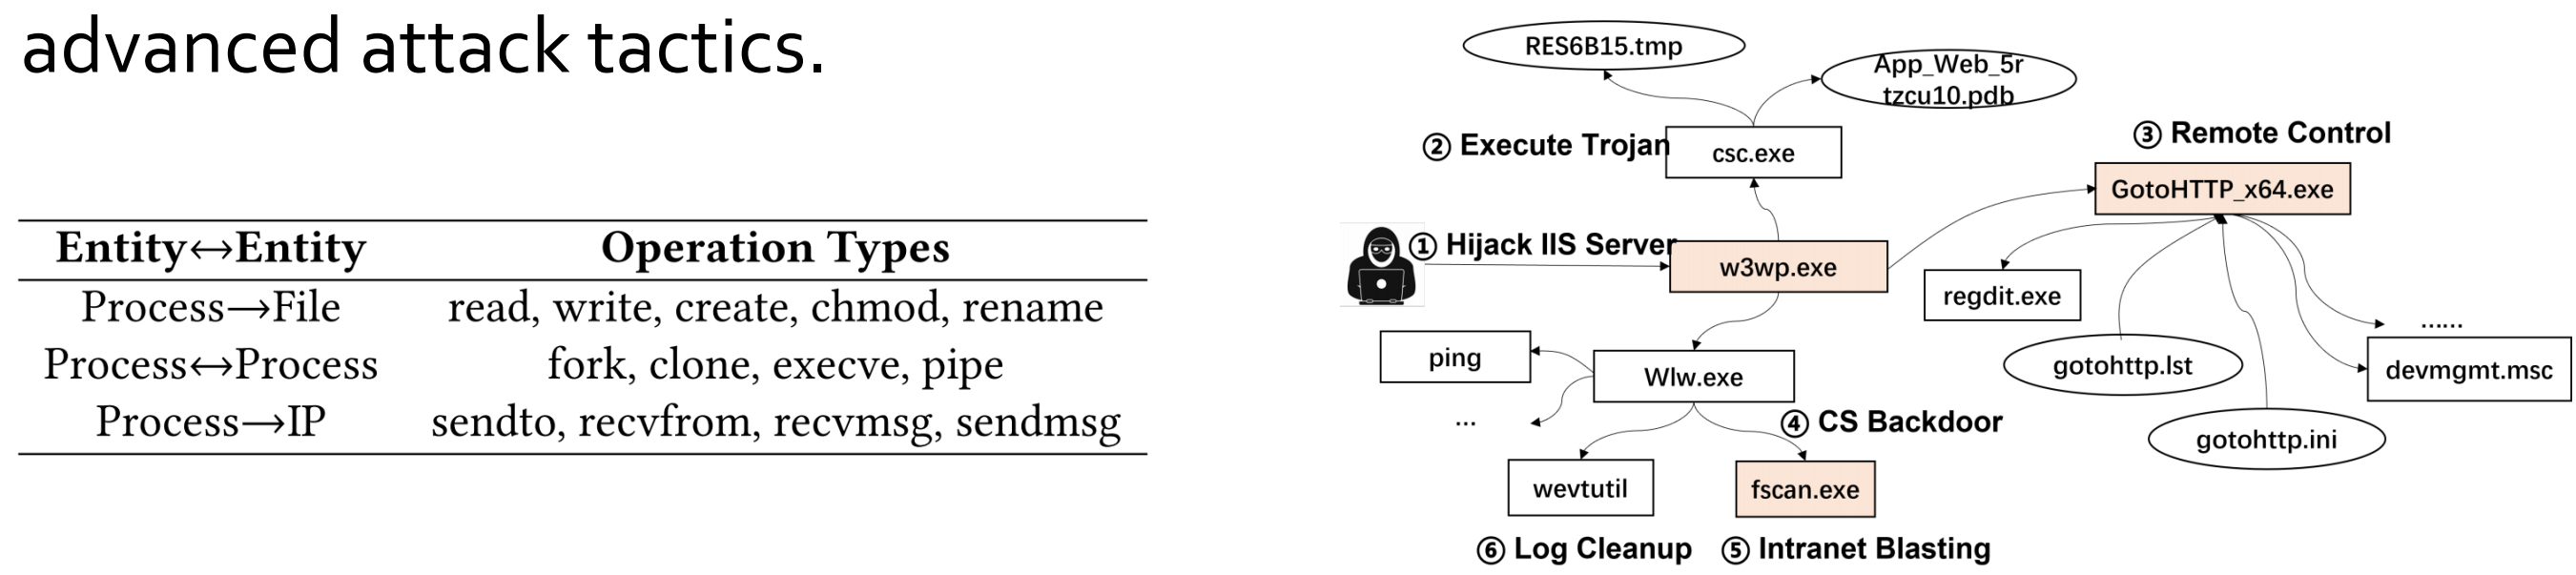 advanced attack tactics.
Entity↔Entity Operation Types
Process→File read, write, create, chmod, rename
Process↔Process fork, clone, execve, pipe
Process→IP sendto, recvfrom, recvmsg, sendmsg
RES6B15.tmp
App_Web_5r
tzcu10.pdb
② Execute Trojan
csc.exe
③ Remote Control
GotoHTTP_x64.exe
① Hijack IIS Server
w3wp.exe
regdit.exe
......
ping
Wlw.exe
gotohttp.lst
devmgmt.msc
...
④ CS Backdoor
gotohttp.ini
wevtutil
fscan.exe
⑥ Log Cleanup
⑤ Intranet Blasting